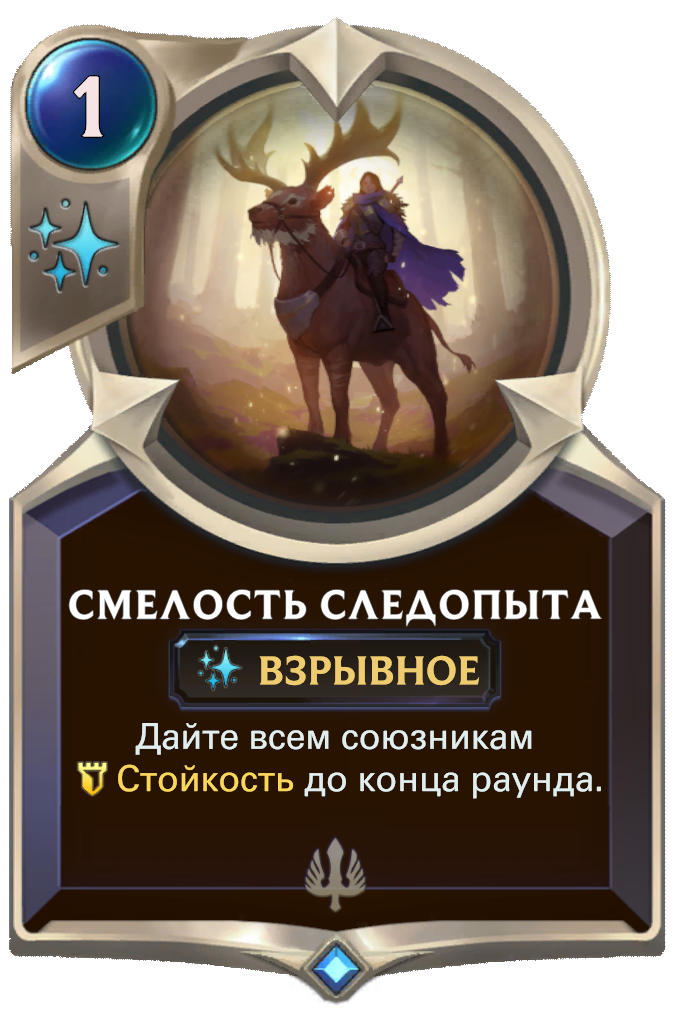 1
СМЕЛОСТЬ СЛЕДОПЫТА
ВЗРЫВНОЕ
Дайте всем союзникам
Стойкость до конца раунда.